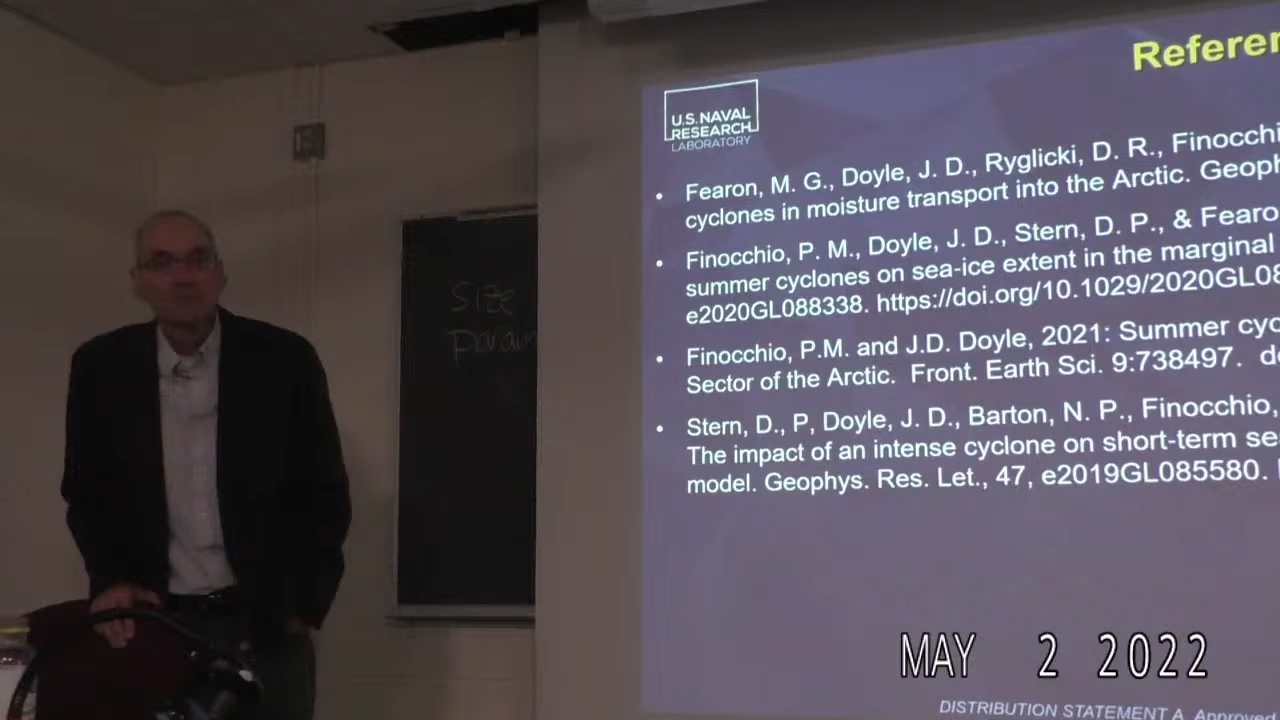 Referen
U.S. NAVAL
RESEARCH
LABORATORY
• Fearon, M. G., Doyle, J. D., Ryglicki, D. R., Finocchi
cyclones in moisture transport into the Arctic. Geoph
• Finocchio, P. M., Doyle, J. D., Stern, D. P., & Fearo
summer cyclones on sea-ice extent in the marginal
e2020GL088338. https://doi.org/10.1029/2020GL08
• Finocchio, P.M. and J.D. Doyle, 2021: Summer cyc
Sector of the Arctic. Front. Earth Sci. 9:738497. d
• Stern, D., P, Doyle, J. D., Barton, N. P., Finocchio,
The impact of an intense cyclone on short-term se
model. Geophys. Res. Let., 47, e2019GL085580.
size
param
MAY 2 2022
DISTRIBUTION STATEMENT A. Approved